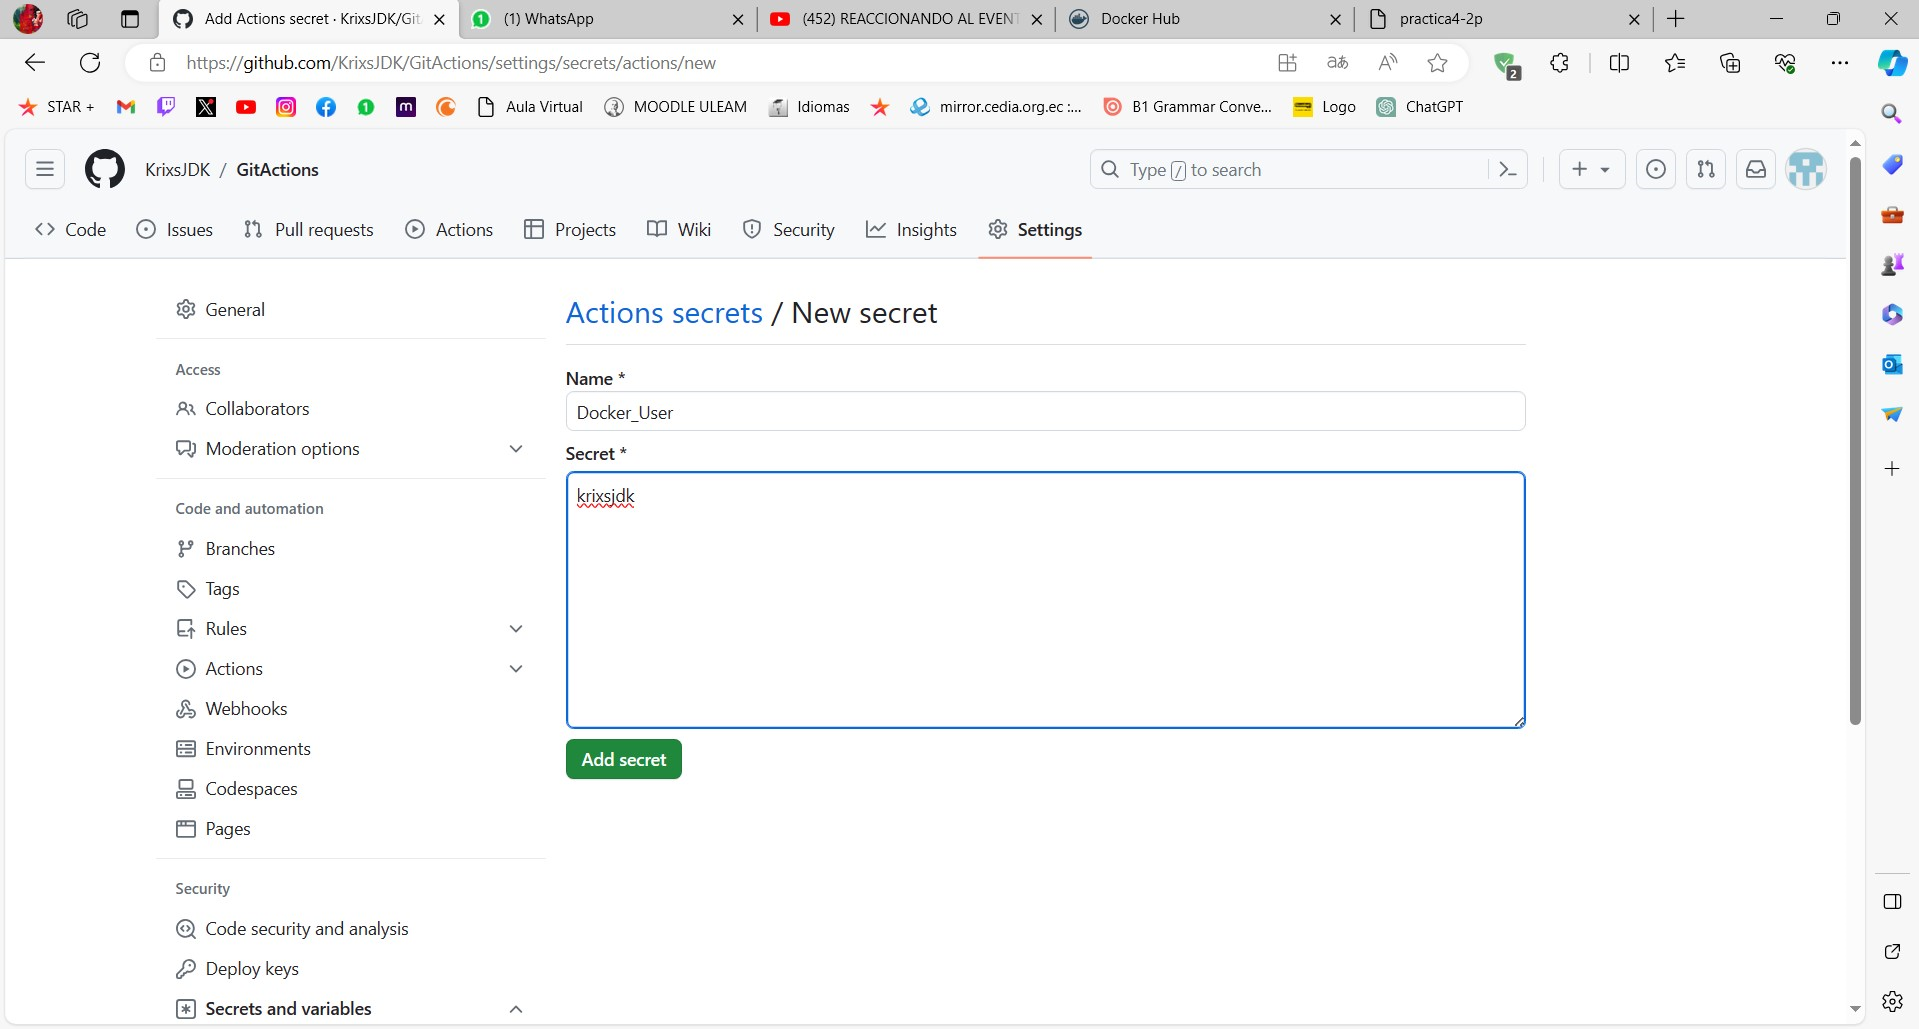 Add Actions secret · KrixsJDK/Git
(1) WhatsApp
(452) REACCIONANDO AL EVENT
Docker Hub
practica4-2p
https://github.com/KrixsJDK/GitActions/settings/secrets/actions/new
2
STAR +
Aula Virtual
MOODLE ULEAM
Idiomas
mirror.cedia.org.ec :...
B1 Grammar Conve...
Logo
ChatGPT
KrixsJDK / GitActions
Type / to search
Code
Issues
Pull requests
Actions
Projects
Wiki
Security
Insights
Settings
General
Access
Collaborators
Moderation options
Code and automation
Branches
Tags
Rules
Actions
Webhooks
Environments
Codespaces
Pages
Security
Code security and analysis
Deploy keys
Secrets and variables
Actions secrets / New secret
Name *
Docker_User
Secret *
krixsjdk
Add secret